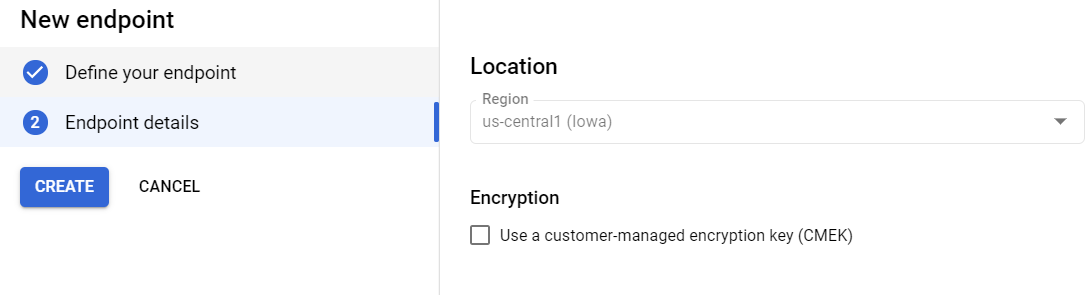 New endpoint
Define your endpoint
2 Endpoint details
CREATE CANCEL
Location
Region
us-central1 (Iowa)
Encryption
Use a customer-managed encryption key (CMEK)